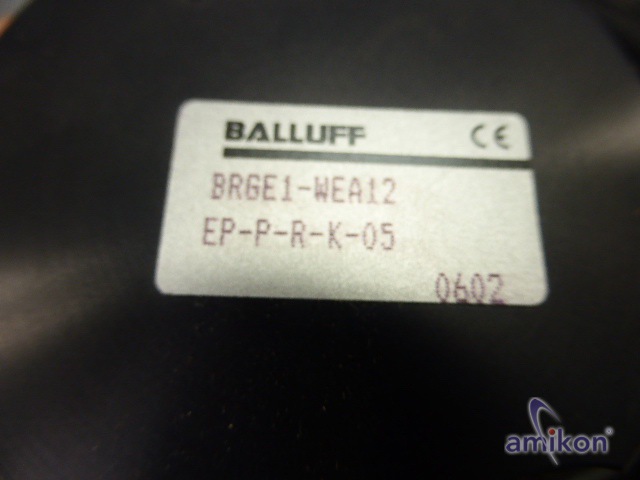 BALLUFF CE
BRGE1-WEA12
EP-P-R-K-05
0602
amikon®